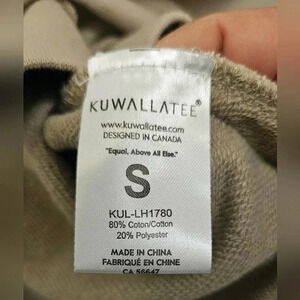 KUWALLATEE®
www.kuwallatee.com
DESIGNED IN CANADA
"Equal, Above All Else."
S
KUL-LH1780
80% Coton/Cotton
20% Polyester
MADE IN CHINA
FABRIQUÉ EN CHINE
CA 56647